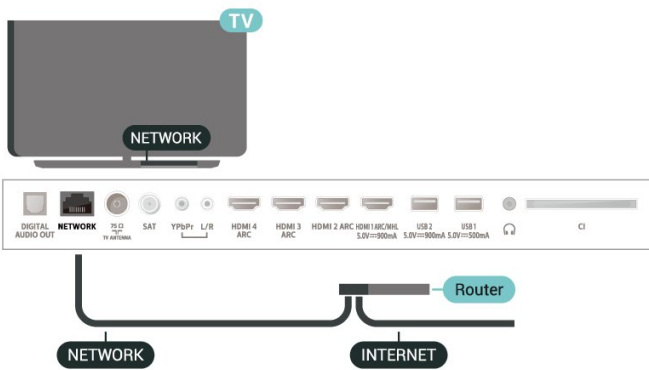 TV
NETWORK
DIGITAL
AUDIO OUT
NETWORK
75 Ω
TV ANTENNA
SAT
YPbPr L/R
HDMI 4
ARC
HDMI 3
ARC
HDMI 2 ARC
HDMI 1 ARC/MHL
5.0V⎓900mA
USB 2
5.0V⎓900mA
USB 1
5.0V⎓500mA
CI
Router
NETWORK
INTERNET